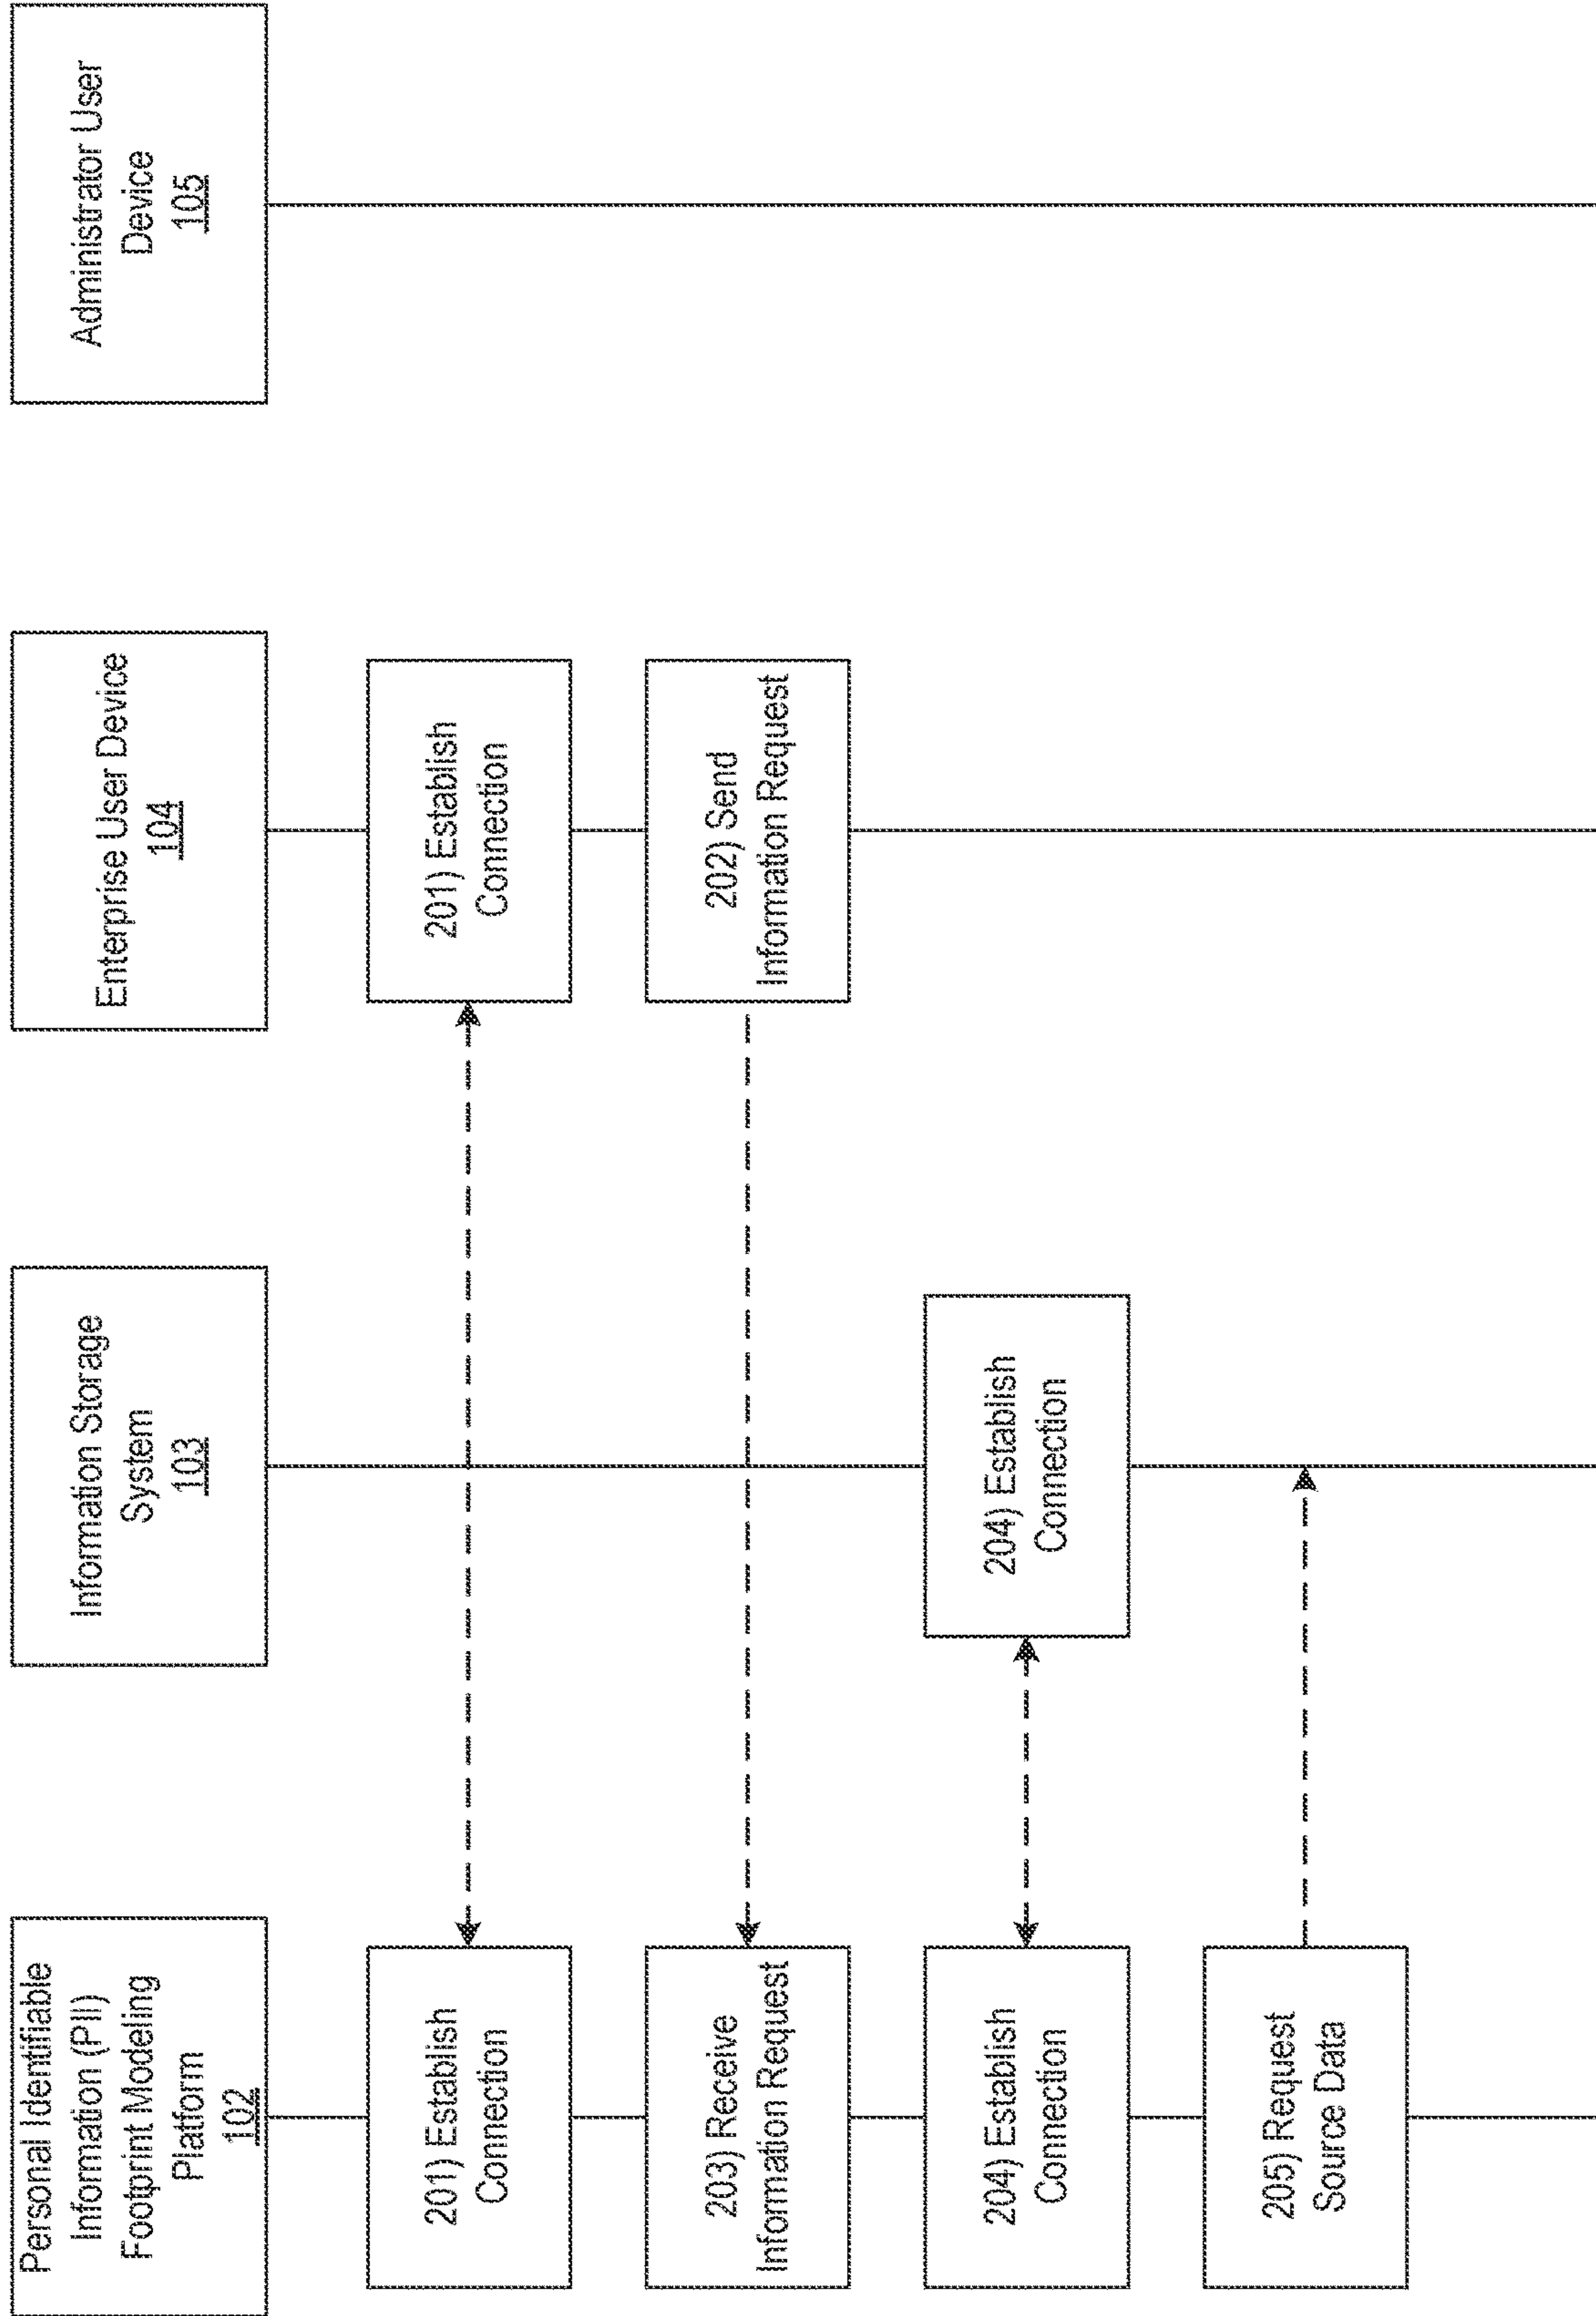 Personal Identifiable
Information (PII)
Footprint Modeling
Platform
102
Information Storage
System
103
Enterprise User Device
104
Administrator User
Device
105
201) Establish
Connection
201) Establish
Connection
203) Receive
Information Request
202) Send
Information Request
204) Establish
Connection
204) Establish
Connection
205) Request
Source Data